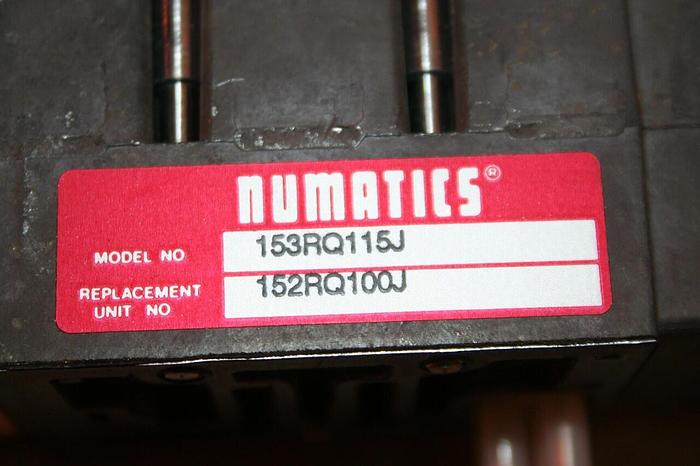 NUMATICS®
MODEL NO 153RQ115J
REPLACEMENT 152RQ100J
UNIT NO